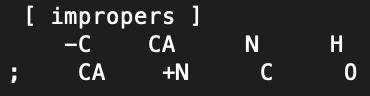 [ impropers ]
-C CA N H
; CA +N C O